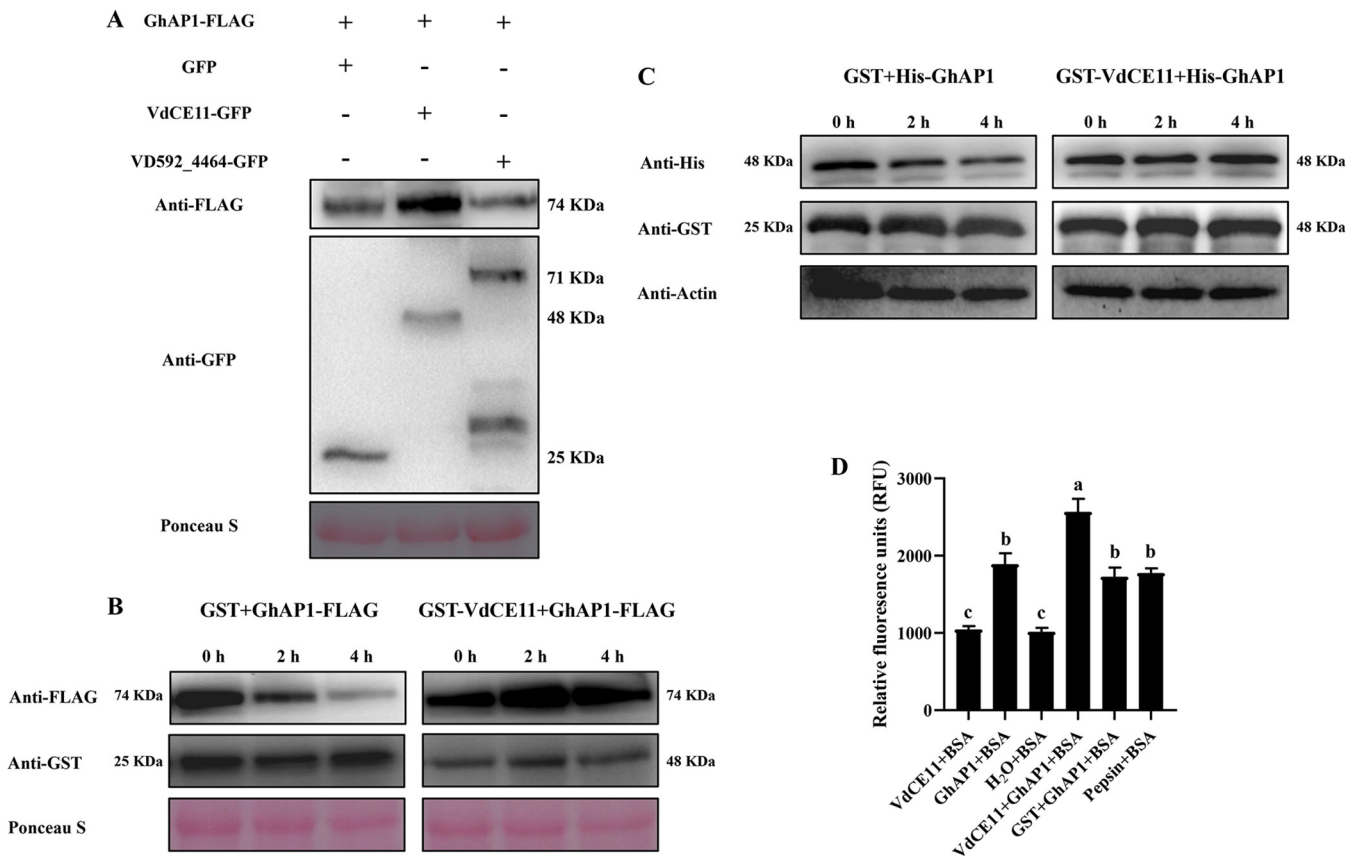 A
GhAP1-FLAG + + +
GFP + - -
VdCE11-GFP - + -
VD592_4464-GFP - - +
Anti-FLAG 74 KDa
71 KDa
48 KDa
Anti-GFP
25 KDa
Ponceau S
B
GST+GhAP1-FLAG GST-VdCE11+GhAP1-FLAG
0 h 2 h 4 h 0 h 2 h 4 h
Anti-FLAG 74 KDa 74 KDa
Anti-GST 25 KDa 48 KDa
Ponceau S
C
GST+His-GhAP1 GST-VdCE11+His-GhAP1
0 h 2 h 4 h 0 h 2 h 4 h
Anti-His 48 KDa 48 KDa
Anti-GST 25 KDa 48 KDa
Anti-Actin
D
Relative fluoresence units (RFU)
3000
2000
1000
0
c b c a b b
VdCE11+BSA
GhAP1+BSA
H₂O+BSA
VdCE11+GhAP1+BSA
GST+GhAP1+BSA
Pepsin+BSA